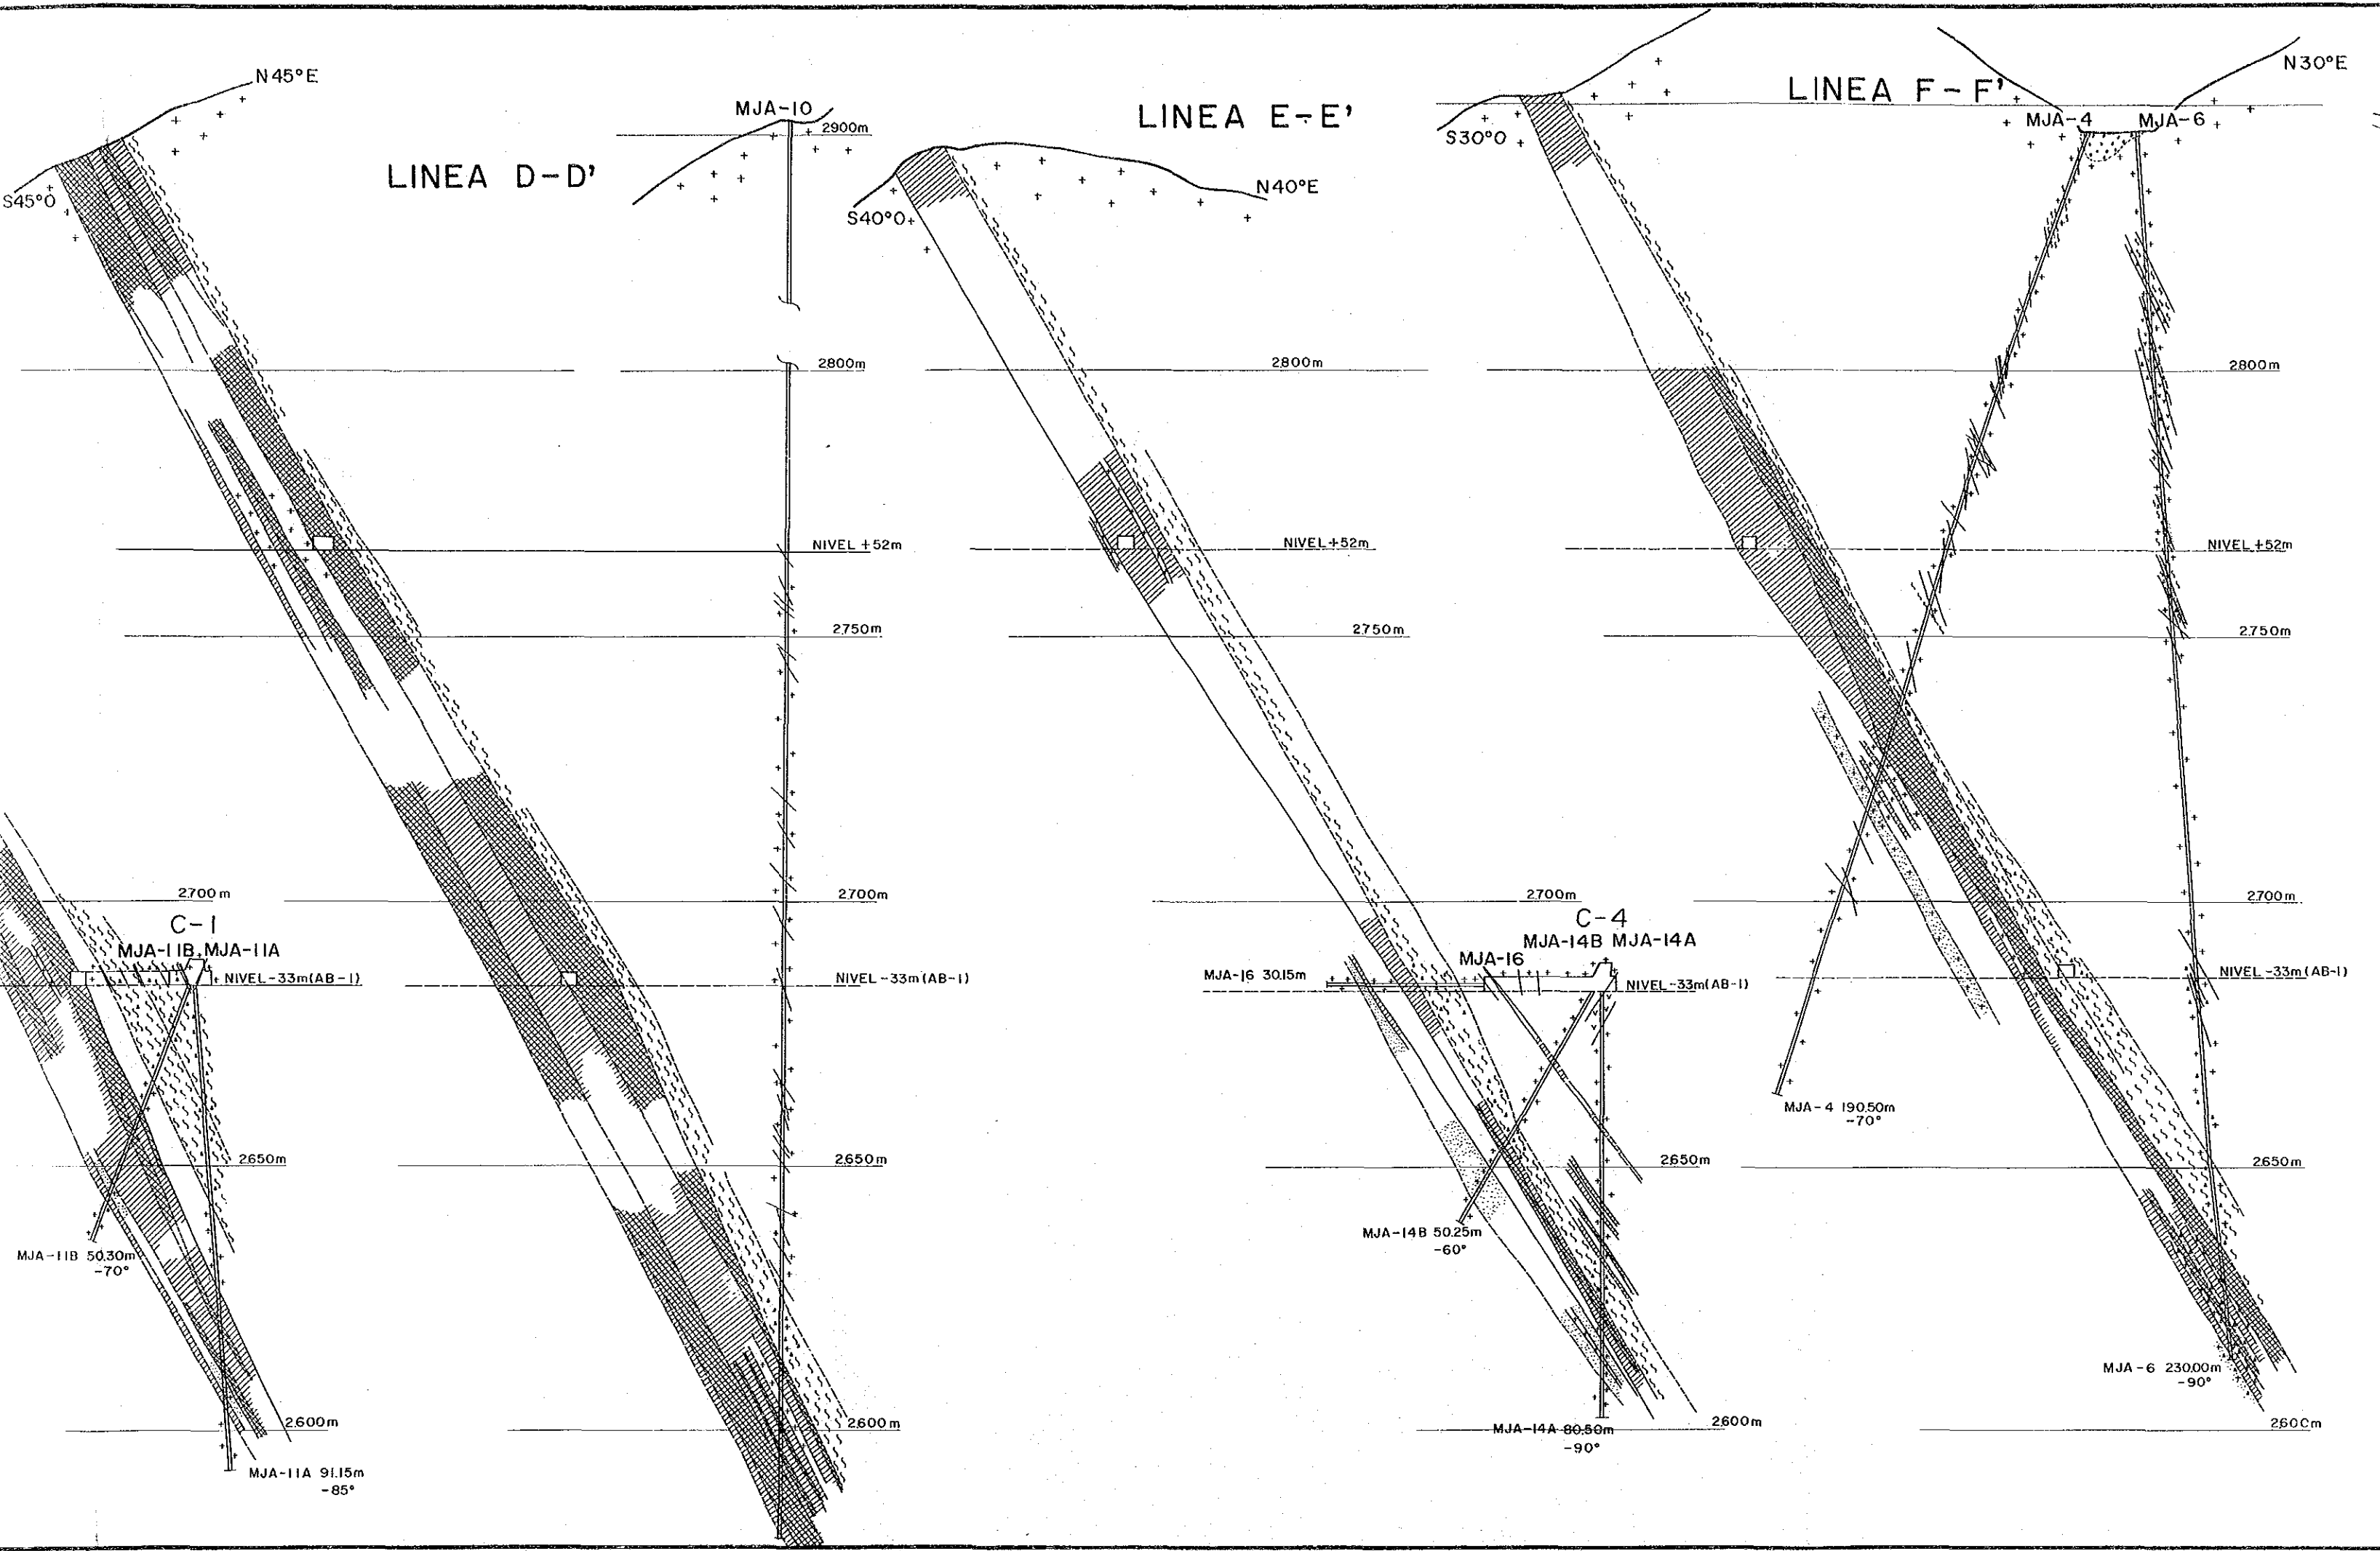 N45°E
S45°O
LINEA D-D'
MJA-10
2900m
2800m
NIVEL +52m
2750m
2700m
NIVEL-33m(AB-1)
2650m
2600m
2700m
C-1
MJA-11B MJA-11A
NIVEL-33m(AB-1)
2650m
MJA-11B 50.30m
-70°
2600m
MJA-11A 91.15m
-85°
LINEA E-E'
S40°O
N40°E
2800m
NIVEL+52m
2750m
2700m
C-4
MJA-14B MJA-14A
MJA-16
MJA-16 30.15m
NIVEL-33m(AB-1)
2650m
MJA-14B 50.25m
-60°
2600m
MJA-14A 80.50m
-90°
LINEA F-F'
S30°O
N30°E
MJA-4
MJA-6
2800m
NIVEL+52m
2750m
2700m
NIVEL-33m(AB-1)
MJA-4 190.50m
-70°
2650m
MJA-6 230.00m
-90°
2600m